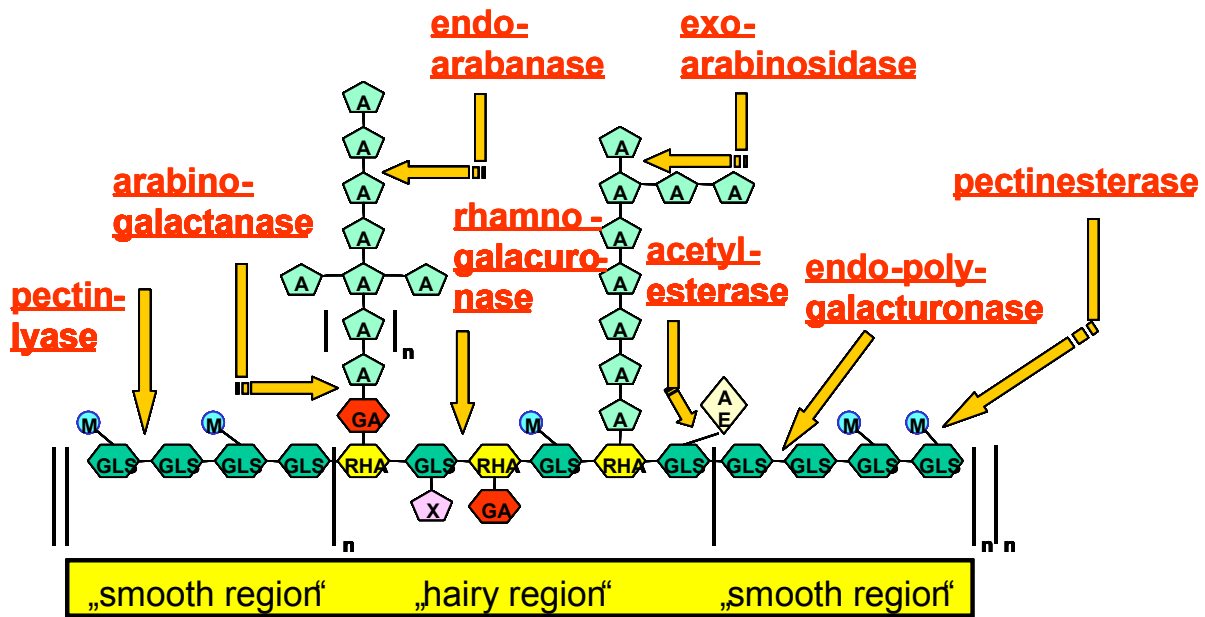 endo-
arabanase
exo-
arabinosidase
arabino-
galactanase
rhamno -
galacuro-
nase
acetyl-
esterase
pectinesterase
endo-poly-
galacturonase
pectin-
lyase
A
A
A
A
A A A
A
n
A
A
A A A
A
A
A
A
A
A
E
M M GA M M M
GLS GLS GLS GLS RHA GLS RHA GLS RHA GLS GLS GLS GLS GLS
X GA
n n n
„smooth region“ „hairy region“ „smooth region“